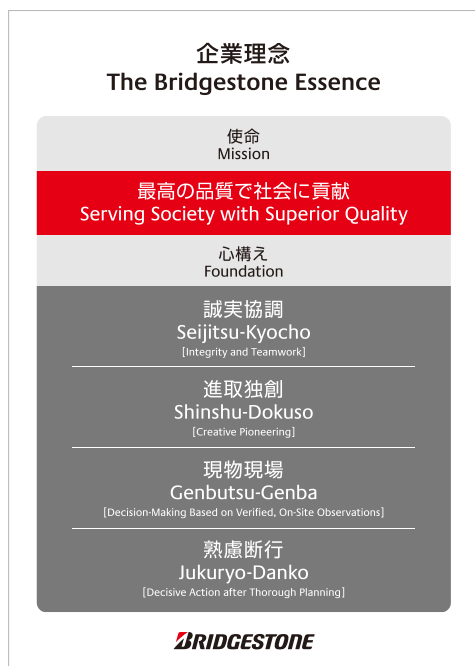 企業理念
The Bridgestone Essence
使命
Mission
最高の品質で社会に貢献
Serving Society with Superior Quality
心構え
Foundation
誠実協調
Seijitsu-Kyocho
[Integrity and Teamwork]
進取独創
Shinshu-Dokuso
[Creative Pioneering]
現物現場
Genbutsu-Genba
[Decision-Making Based on Verified, On-Site Observations]
熟慮断行
Jukuryo-Danko
[Decisive Action after Thorough Planning]
BRIDGESTONE